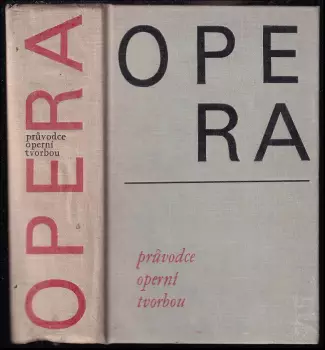 OPERA
průvodce
operní
tvorbou
OPE
RA
průvodce
operní
tvorbou